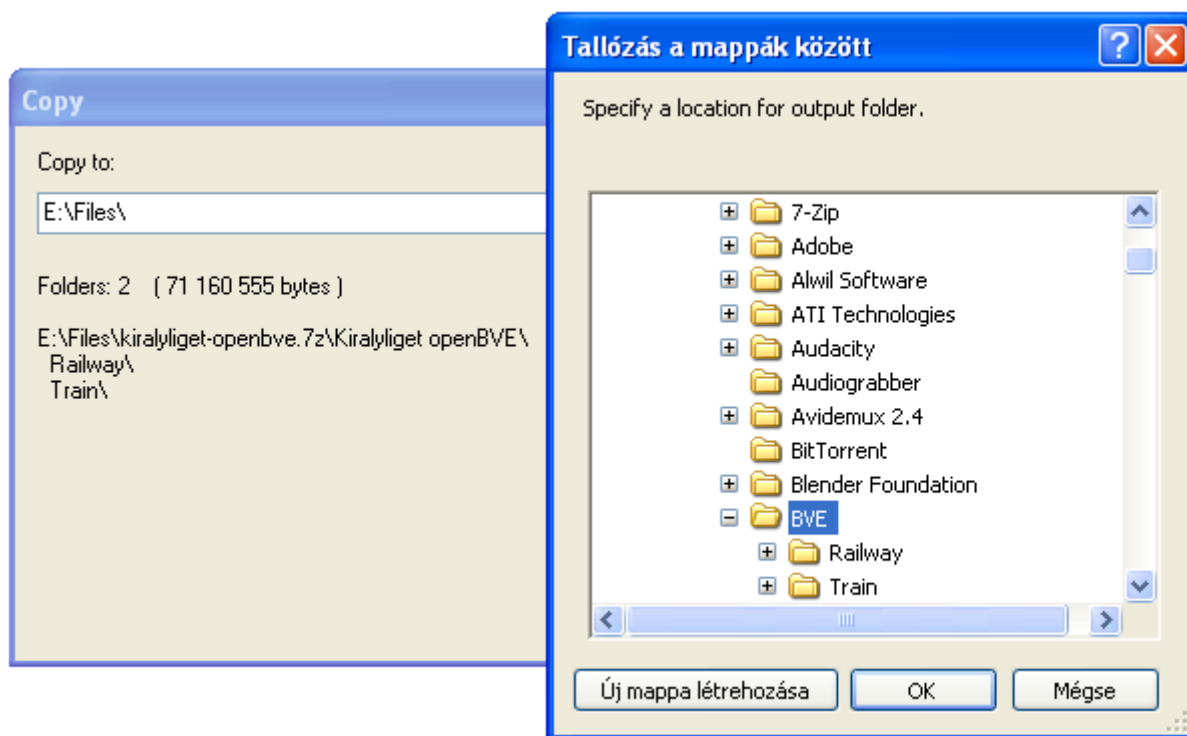 Copy
Copy to:
E:\Files\
Folders: 2 ( 71 160 555 bytes )
E:\Files\kiralyliget-openbve.7z\Kiralyliget openBVE\
Railway\
Train\
Tallózás a mappák között
Specify a location for output folder.
7-Zip
Adobe
Alwil Software
ATI Technologies
Audacity
Audiograbber
Avidemux 2.4
BitTorrent
Blender Foundation
BVE
Railway
Train
Új mappa létrehozása
OK
Mégse